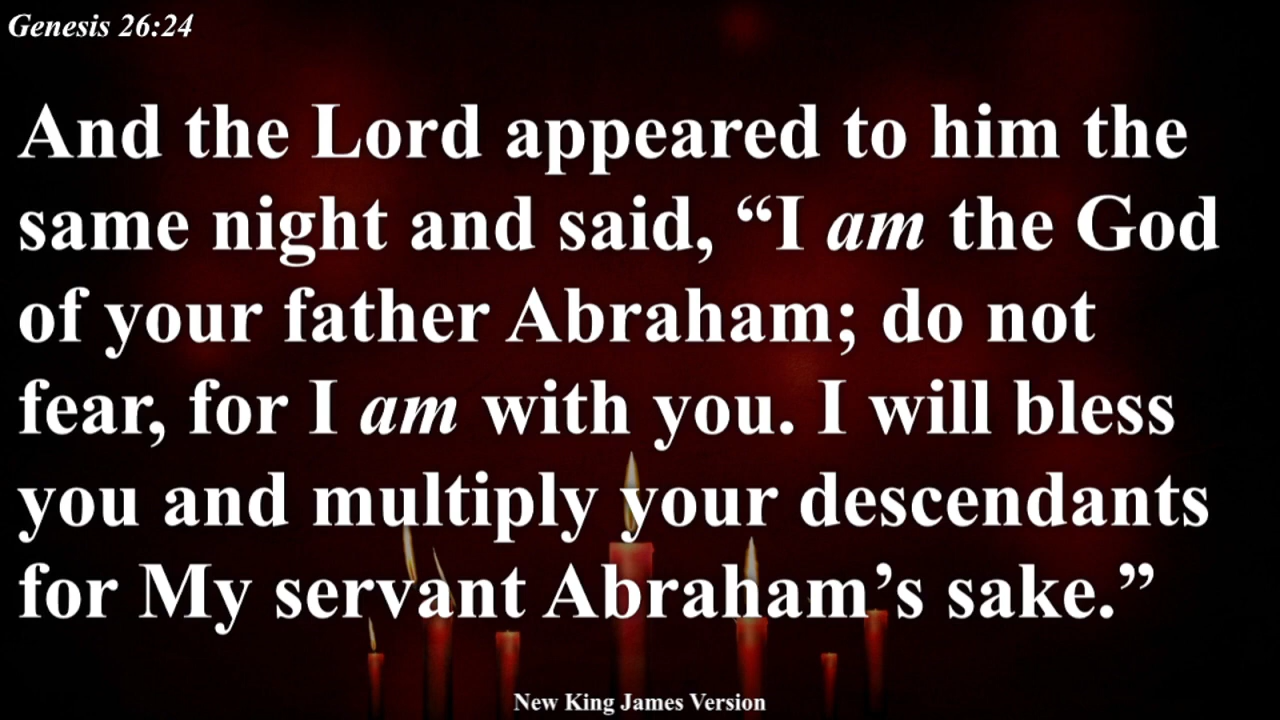 Genesis 26:24
And the Lord appeared to him the
same night and said, “I am the God
of your father Abraham; do not
fear, for I am with you. I will bless
you and multiply your descendants
for My servant Abraham’s sake.”
New King James Version